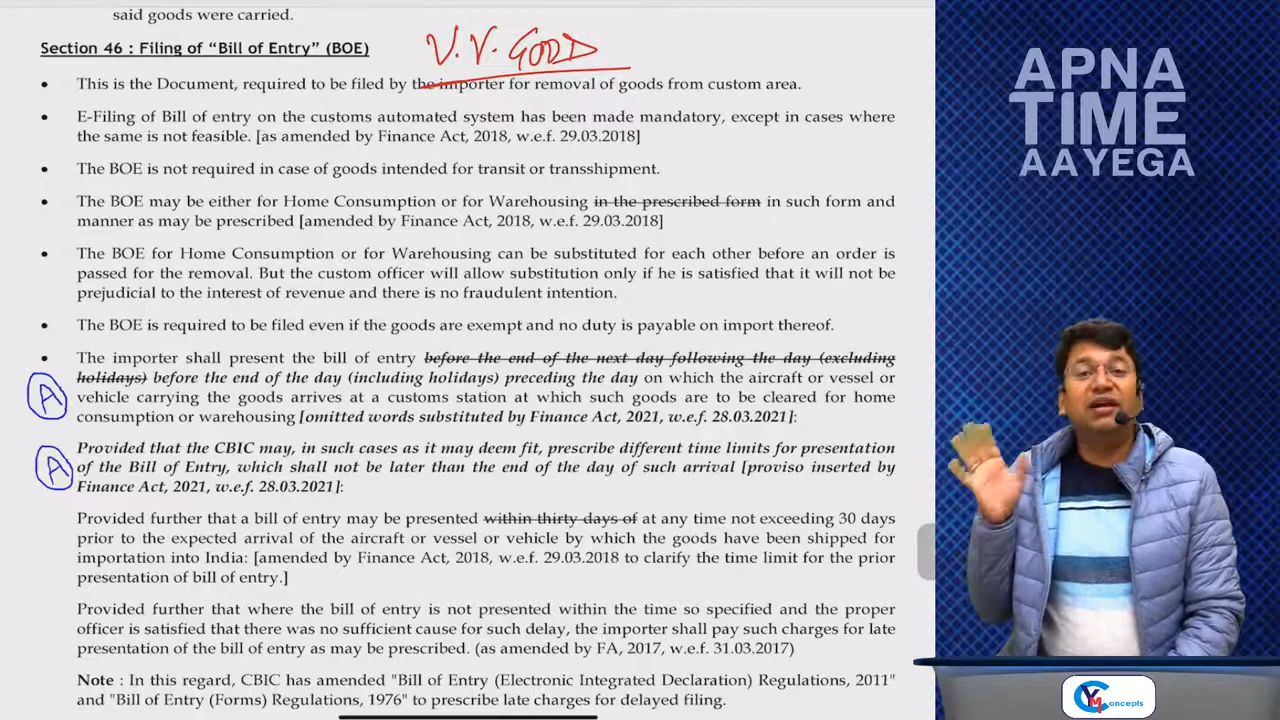 said goods were carried.
Section 46 : Filing of “Bill of Entry” (BOE)
V.V. GOOD
• This is the Document, required to be filed by the importer for removal of goods from custom area.
• E-Filing of Bill of entry on the customs automated system has been made mandatory, except in cases where
the same is not feasible. [as amended by Finance Act, 2018, w.e.f. 29.03.2018]
• The BOE is not required in case of goods intended for transit or transshipment.
• The BOE may be either for Home Consumption or for Warehousing in the prescribed form in such form and
manner as may be prescribed [amended by Finance Act, 2018, w.e.f. 29.03.2018]
• The BOE for Home Consumption or for Warehousing can be substituted for each other before an order is
passed for the removal. But the custom officer will allow substitution only if he is satisfied that it will not be
prejudicial to the interest of revenue and there is no fraudulent intention.
• The BOE is required to be filed even if the goods are exempt and no duty is payable on import thereof.
• The importer shall present the bill of entry before the end of the next day following the day (excluding
holidays) before the end of the day (including holidays) preceding the day on which the aircraft or vessel or
A
vehicle carrying the goods arrives at a customs station at which such goods are to be cleared for home
consumption or warehousing [omitted words substituted by Finance Act, 2021, w.e.f. 28.03.2021]:
Provided that the CBIC may, in such cases as it may deem fit, prescribe different time limits for presentation
A
of the Bill of Entry, which shall not be later than the end of the day of such arrival [proviso inserted by
Finance Act, 2021, w.e.f. 28.03.2021]:
Provided further that a bill of entry may be presented within thirty days of at any time not exceeding 30 days
prior to the expected arrival of the aircraft or vessel or vehicle by which the goods have been shipped for
importation into India: [amended by Finance Act, 2018, w.e.f. 29.03.2018 to clarify the time limit for the prior
presentation of bill of entry.]
Provided further that where the bill of entry is not presented within the time so specified and the proper
officer is satisfied that there was no sufficient cause for such delay, the importer shall pay such charges for late
presentation of the bill of entry as may be prescribed. (as amended by FA, 2017, w.e.f. 31.03.2017)
Note : In this regard, CBIC has amended "Bill of Entry (Electronic Integrated Declaration) Regulations, 2011"
and "Bill of Entry (Forms) Regulations, 1976" to prescribe late charges for delayed filing.
APNA
TIME
AAYEGA
YM Concepts